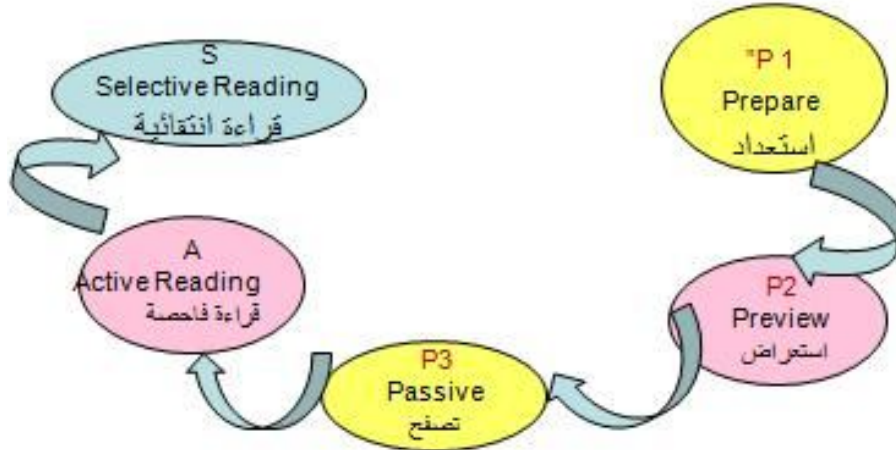 "P 1
Prepare
استعداد
P2
Preview
استعراض
P3
Passive
تصفح
A
Active Reading
قراءة فاحصة
S
Selective Reading
قراءة انتقائية